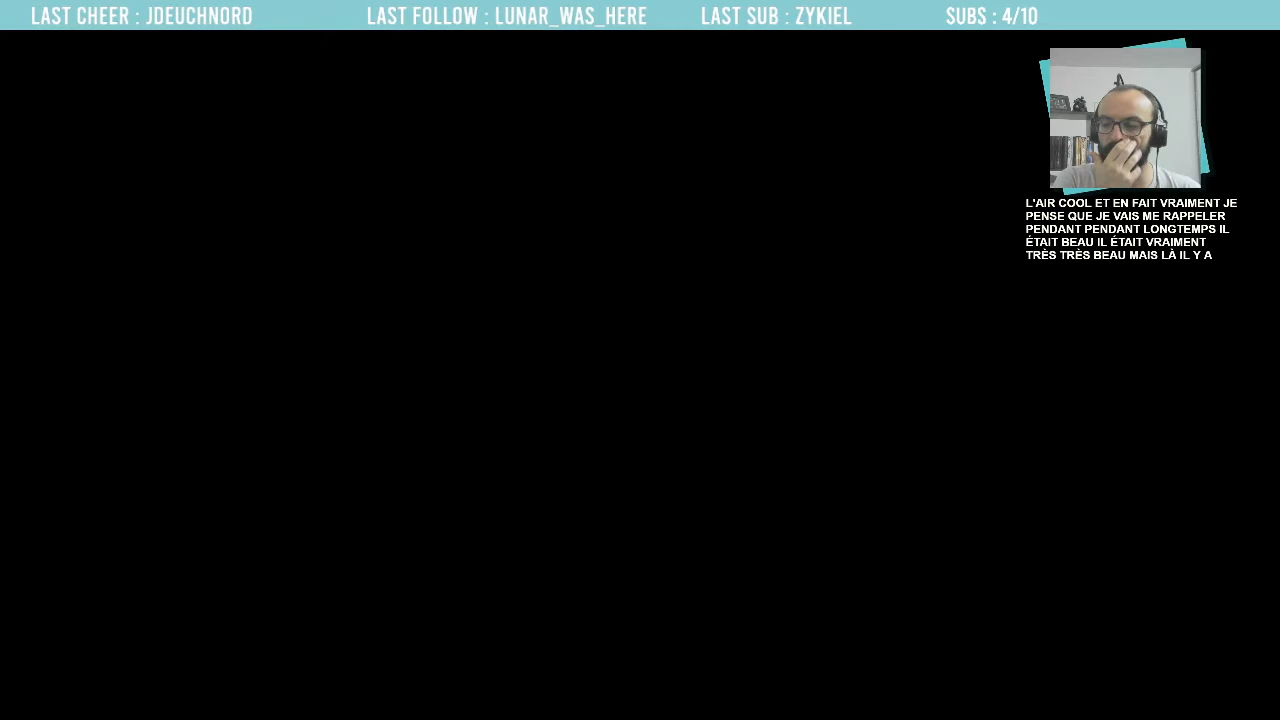 LAST CHEER : JDEUCHNORD LAST FOLLOW : LUNAR_WAS_HERE LAST SUB : ZYKIEL SUBS : 4/10
L'AIR COOL ET EN FAIT VRAIMENT JE
PENSE QUE JE VAIS ME RAPPELER
PENDANT PENDANT LONGTEMPS IL
ÉTAIT BEAU IL ÉTAIT VRAIMENT
TRÈS TRÈS BEAU MAIS LÀ IL Y A